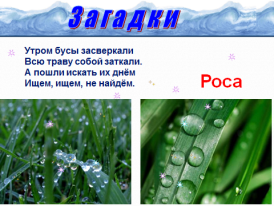 Загадки
Утром бусы засверкали
Всю траву собой заткали.
А пошли искать их днём
Ищем, ищем, не найдём.
Роса